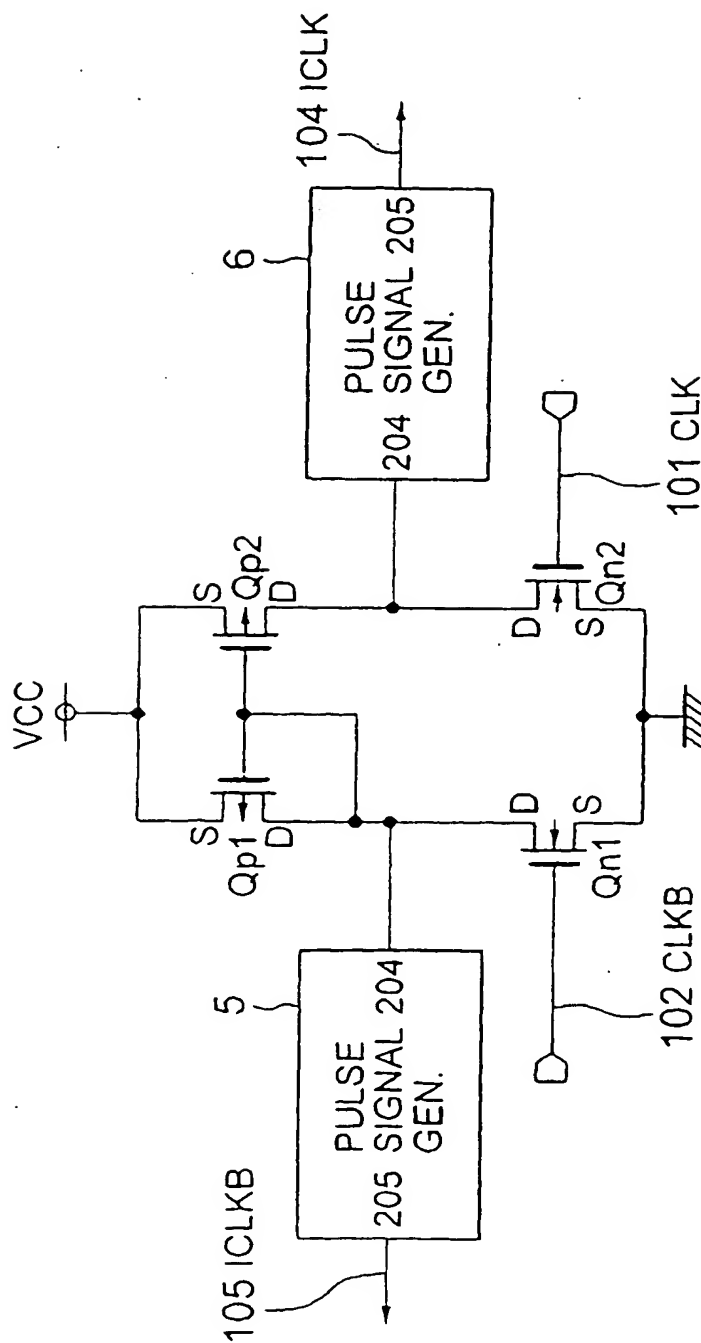 VCC
S
S
Qp1
Qp2
D
D
5
6
PULSE
205 SIGNAL 204
GEN.
PULSE
204 SIGNAL 205
GEN.
105 ICLKB
104 ICLK
D
D
Qn1
Qn2
S
S
102 CLKB
101 CLK